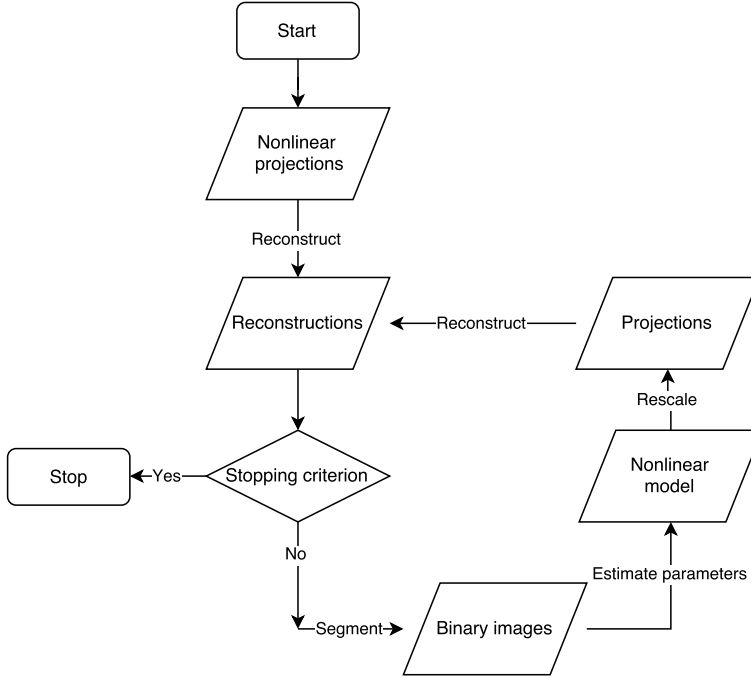 Start
Nonlinear
projections
Reconstruct
Reconstructions
Reconstruct
Projections
Rescale
Stop
Yes
Stopping criterion
Nonlinear
model
No
Estimate parameters
Segment
Binary images